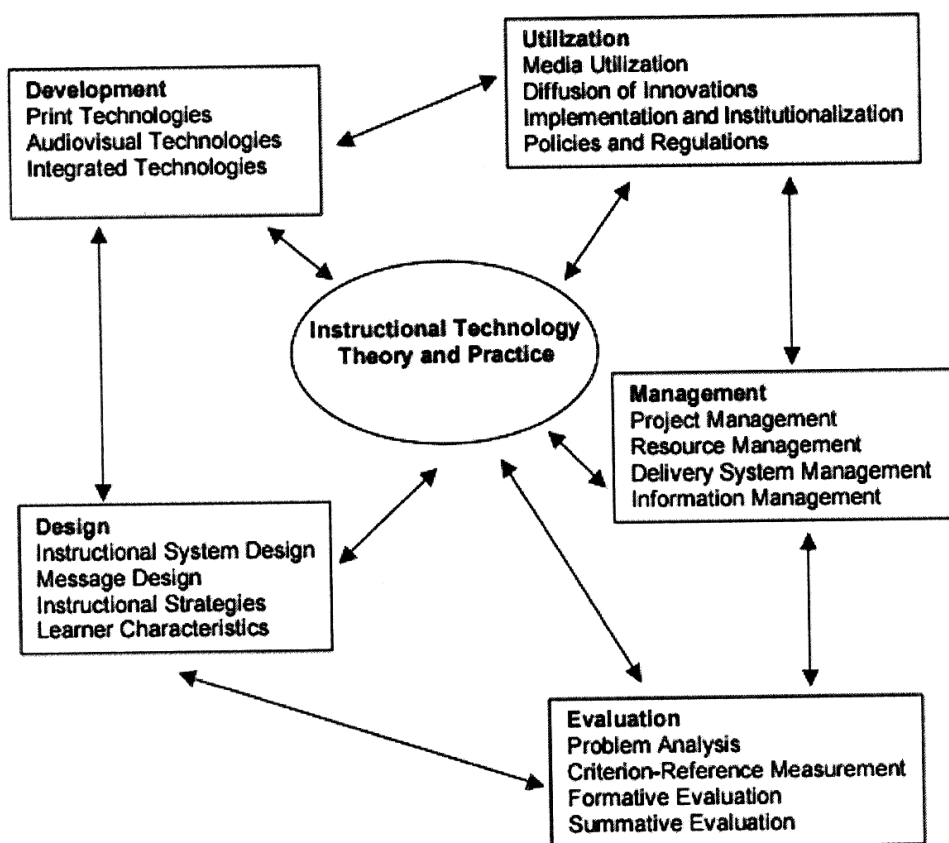 Utilization
Media Utilization
Diffusion of Innovations
Implementation and Institutionalization
Policies and Regulations
Development
Print Technologies
Audiovisual Technologies
Integrated Technologies
Instructional Technology
Theory and Practice
Management
Project Management
Resource Management
Delivery System Management
Information Management
Design
Instructional System Design
Message Design
Instructional Strategies
Learner Characteristics
Evaluation
Problem Analysis
Criterion-Reference Measurement
Formative Evaluation
Summative Evaluation